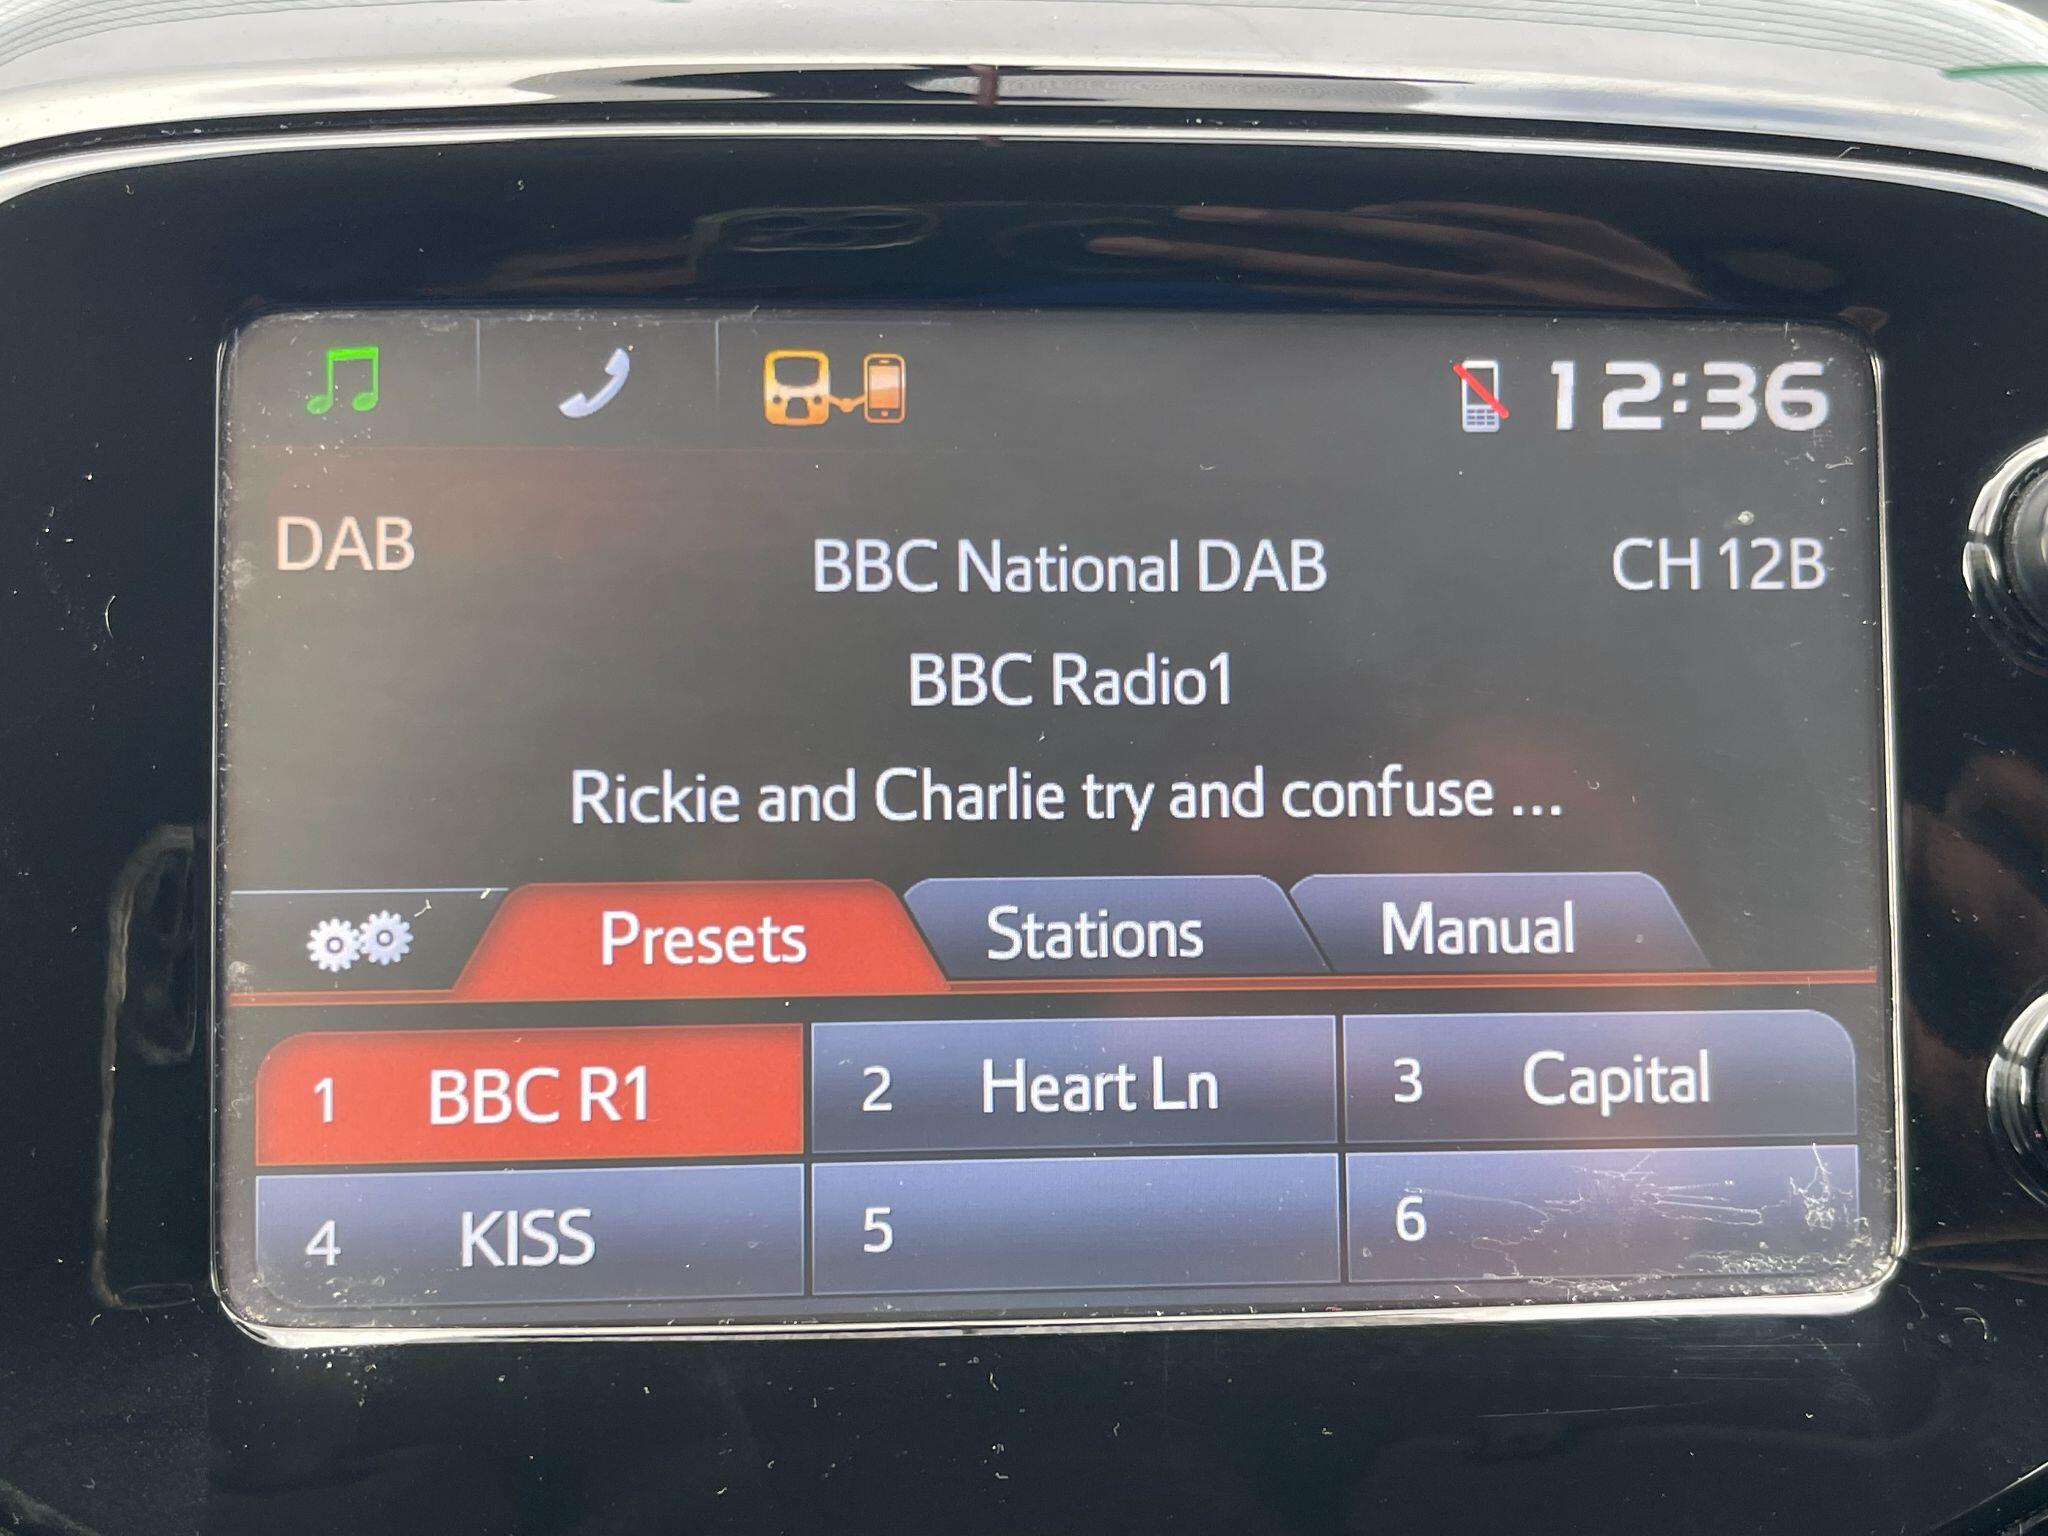 12:36
DAB
BBC National DAB
CH 12B
BBC Radio1
Rickie and Charlie try and confuse ...
Presets
Stations
Manual
1 BBC R1
2 Heart Ln
3 Capital
4 KISS
5
6